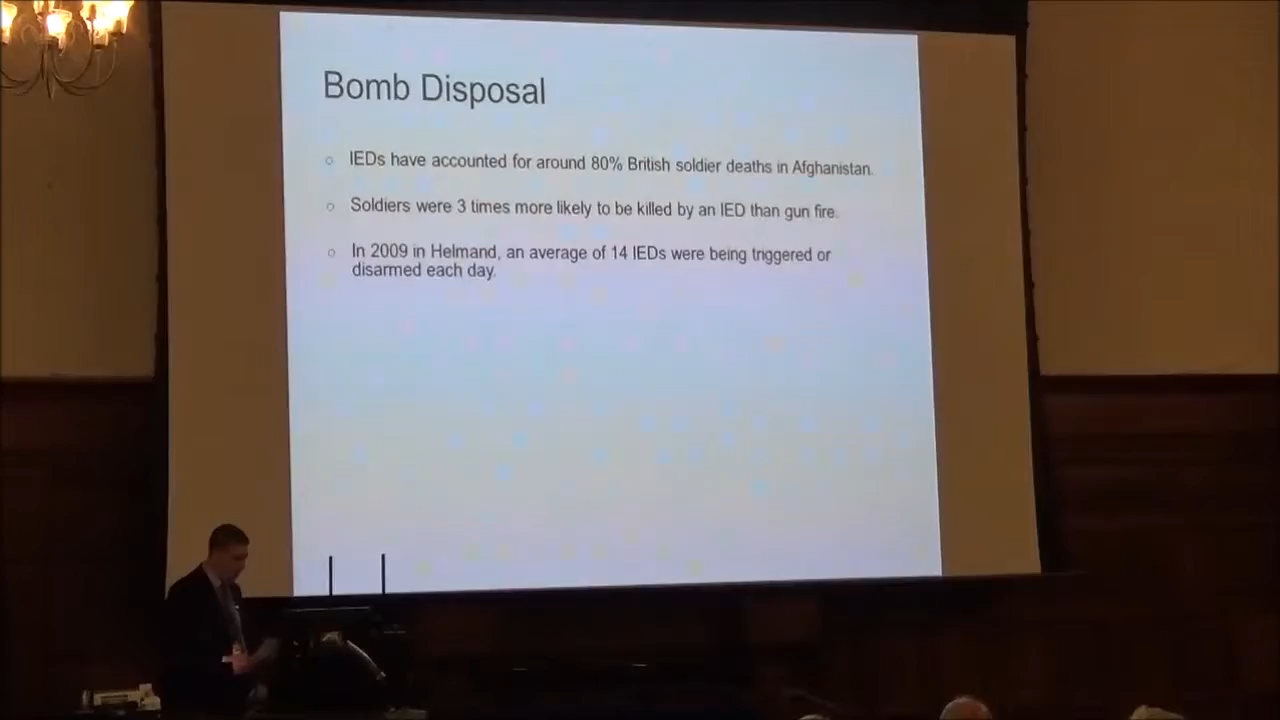 Bomb Disposal
○ IEDs have accounted for around 80% British soldier deaths in Afghanistan.
○ Soldiers were 3 times more likely to be killed by an IED than gun fire.
○ In 2009 in Helmand, an average of 14 IEDs were being triggered or
disarmed each day.